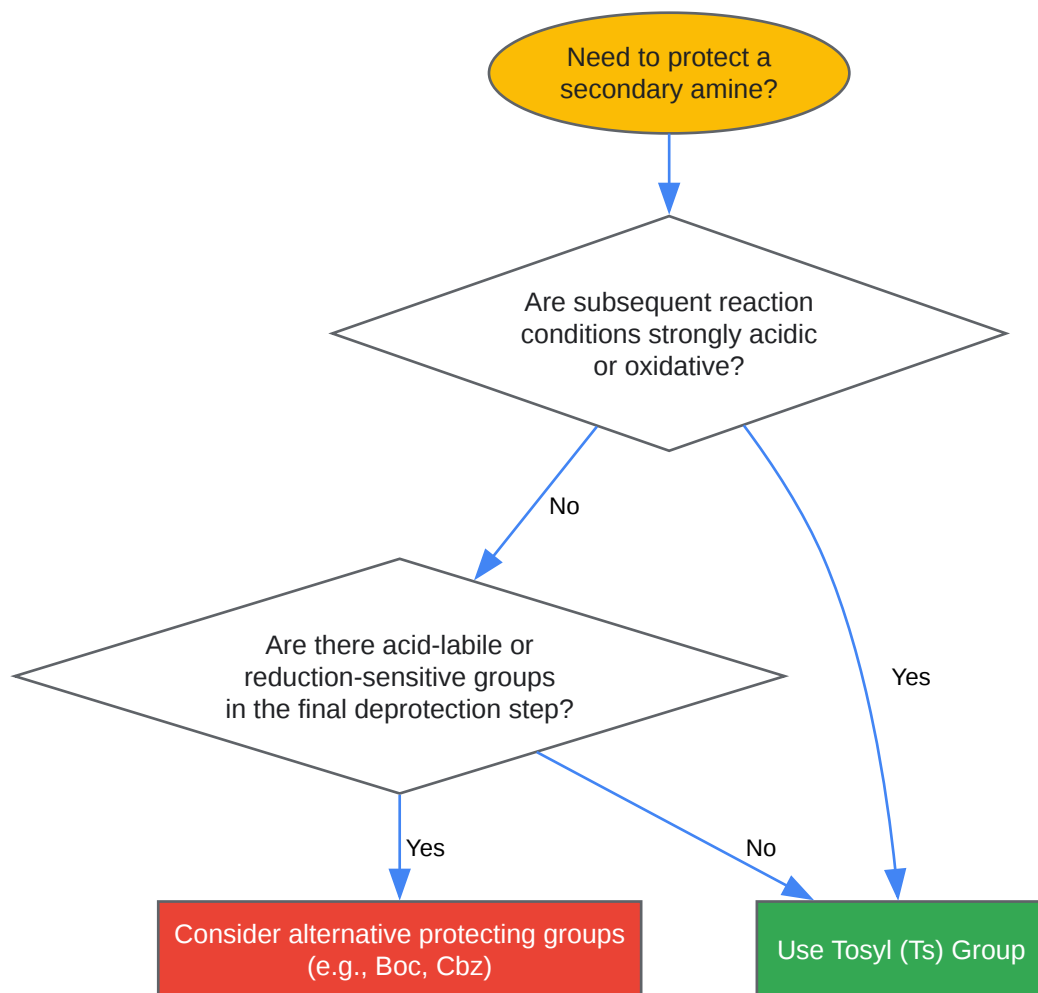 Need to protect a
secondary amine?
Are subsequent reaction
conditions strongly acidic
or oxidative?
No
Yes
Are there acid-labile or
reduction-sensitive groups
in the final deprotection step?
Yes
No
Consider alternative protecting groups
(e.g., Boc, Cbz)
Use Tosyl (Ts) Group